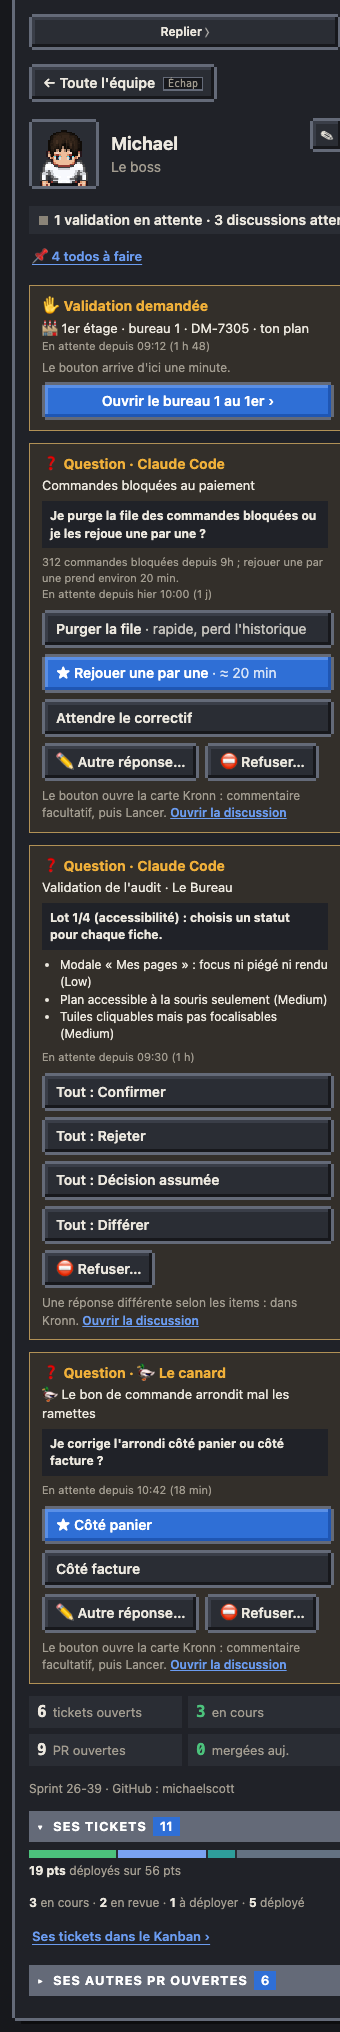 Replier ›
← Toute l'équipe Échap
Michael
Le boss
1 validation en attente · 3 discussions
4 todos à faire
Validation demandée
1er étage · bureau 1 · DM-7305 · ton plan
En attente depuis 09:12 (1 h 48)
Le bouton arrive d'ici une minute.
Ouvrir le bureau 1 au 1er ›
❓ Question · Claude Code
Commandes bloquées au paiement
Je purge la file des commandes bloquées ou
je les rejoue une par une ?
312 commandes bloquées depuis 9h ; rejouer une par
une prend environ 20 min.
En attente depuis hier 10:00 (1 j)
Purger la file · rapide, perd l'historique
★ Rejouer une par une · ≈ 20 min
Attendre le correctif
Autre réponse... Refuser...
Le bouton ouvre la carte Kronn : commentaire
facultatif, puis Lancer. Ouvrir la discussion
❓ Question · Claude Code
Validation de l'audit · Le Bureau
Lot 1/4 (accessibilité) : choisis un statut
pour chaque fiche.
• Modale « Mes pages » : focus ni piégé ni rendu
(Low)
• Plan accessible à la souris seulement (Medium)
• Tuiles cliquables mais pas focalisables
(Medium)
En attente depuis 09:30 (1 h)
Tout : Confirmer
Tout : Rejeter
Tout : Décision assumée
Tout : Différer
Refuser...
Une réponse différente selon les items : dans
Kronn. Ouvrir la discussion
❓ Question · Le canard
Le bon de commande arrondit mal les
ramettes
Je corrige l'arrondi côté panier ou côté
facture ?
En attente depuis 10:42 (18 min)
★ Côté panier
Côté facture
Autre réponse... Refuser...
Le bouton ouvre la carte Kronn : commentaire
facultatif, puis Lancer. Ouvrir la discussion
6 tickets ouverts 3 en cours
9 PR ouvertes 0 mergées auj.
Sprint 26-39 · GitHub : michaelscott
▾ SES TICKETS 11
19 pts déployés sur 56 pts
3 en cours · 2 en revue · 1 à déployer · 5 déployé
Ses tickets dans le Kanban ›
▸ SES AUTRES PR OUVERTES 6